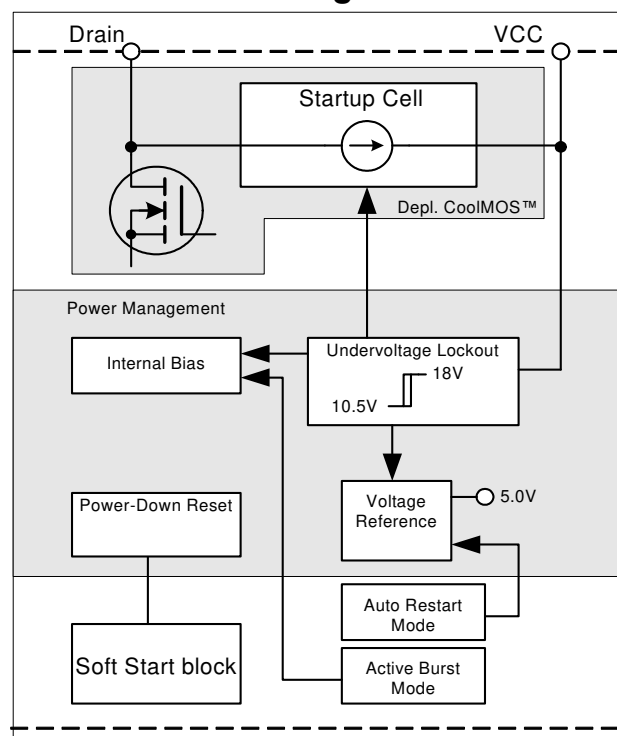 Drain
VCC
Startup Cell
Depl. CoolMOS™
Power Management
Internal Bias
Undervoltage Lockout
18V
10.5V
Power-Down Reset
Voltage
Reference
5.0V
Auto Restart
Mode
Soft Start block
Active Burst
Mode